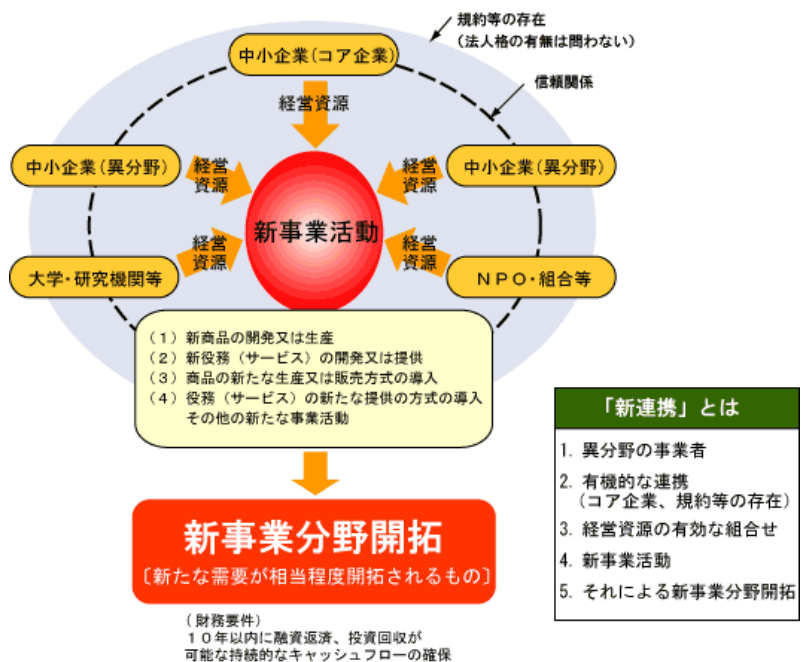 規約等の存在
(法人格の有無は問わない)
中小企業(コア企業)
信頼関係
経営資源
中小企業(異分野)
経営
資源
経営
資源
中小企業(異分野)
新事業活動
大学・研究機関等
経営
資源
経営
資源
NPO・組合等
(1)新商品の開発又は生産
(2)新役務(サービス)の開発又は提供
(3)商品の新たな生産又は販売方式の導入
(4)役務(サービス)の新たな提供の方式の導入
その他の新たな事業活動
新事業分野開拓
〔新たな需要が相当程度開拓されるもの〕
(財務要件)
10年以内に融資返済、投資回収が
可能な持続的なキャッシュフローの確保
「新連携」とは
1. 異分野の事業者
2. 有機的な連携
(コア企業、規約等の存在)
3. 経営資源の有効な組合せ
4. 新事業活動
5. それによる新事業分野開拓